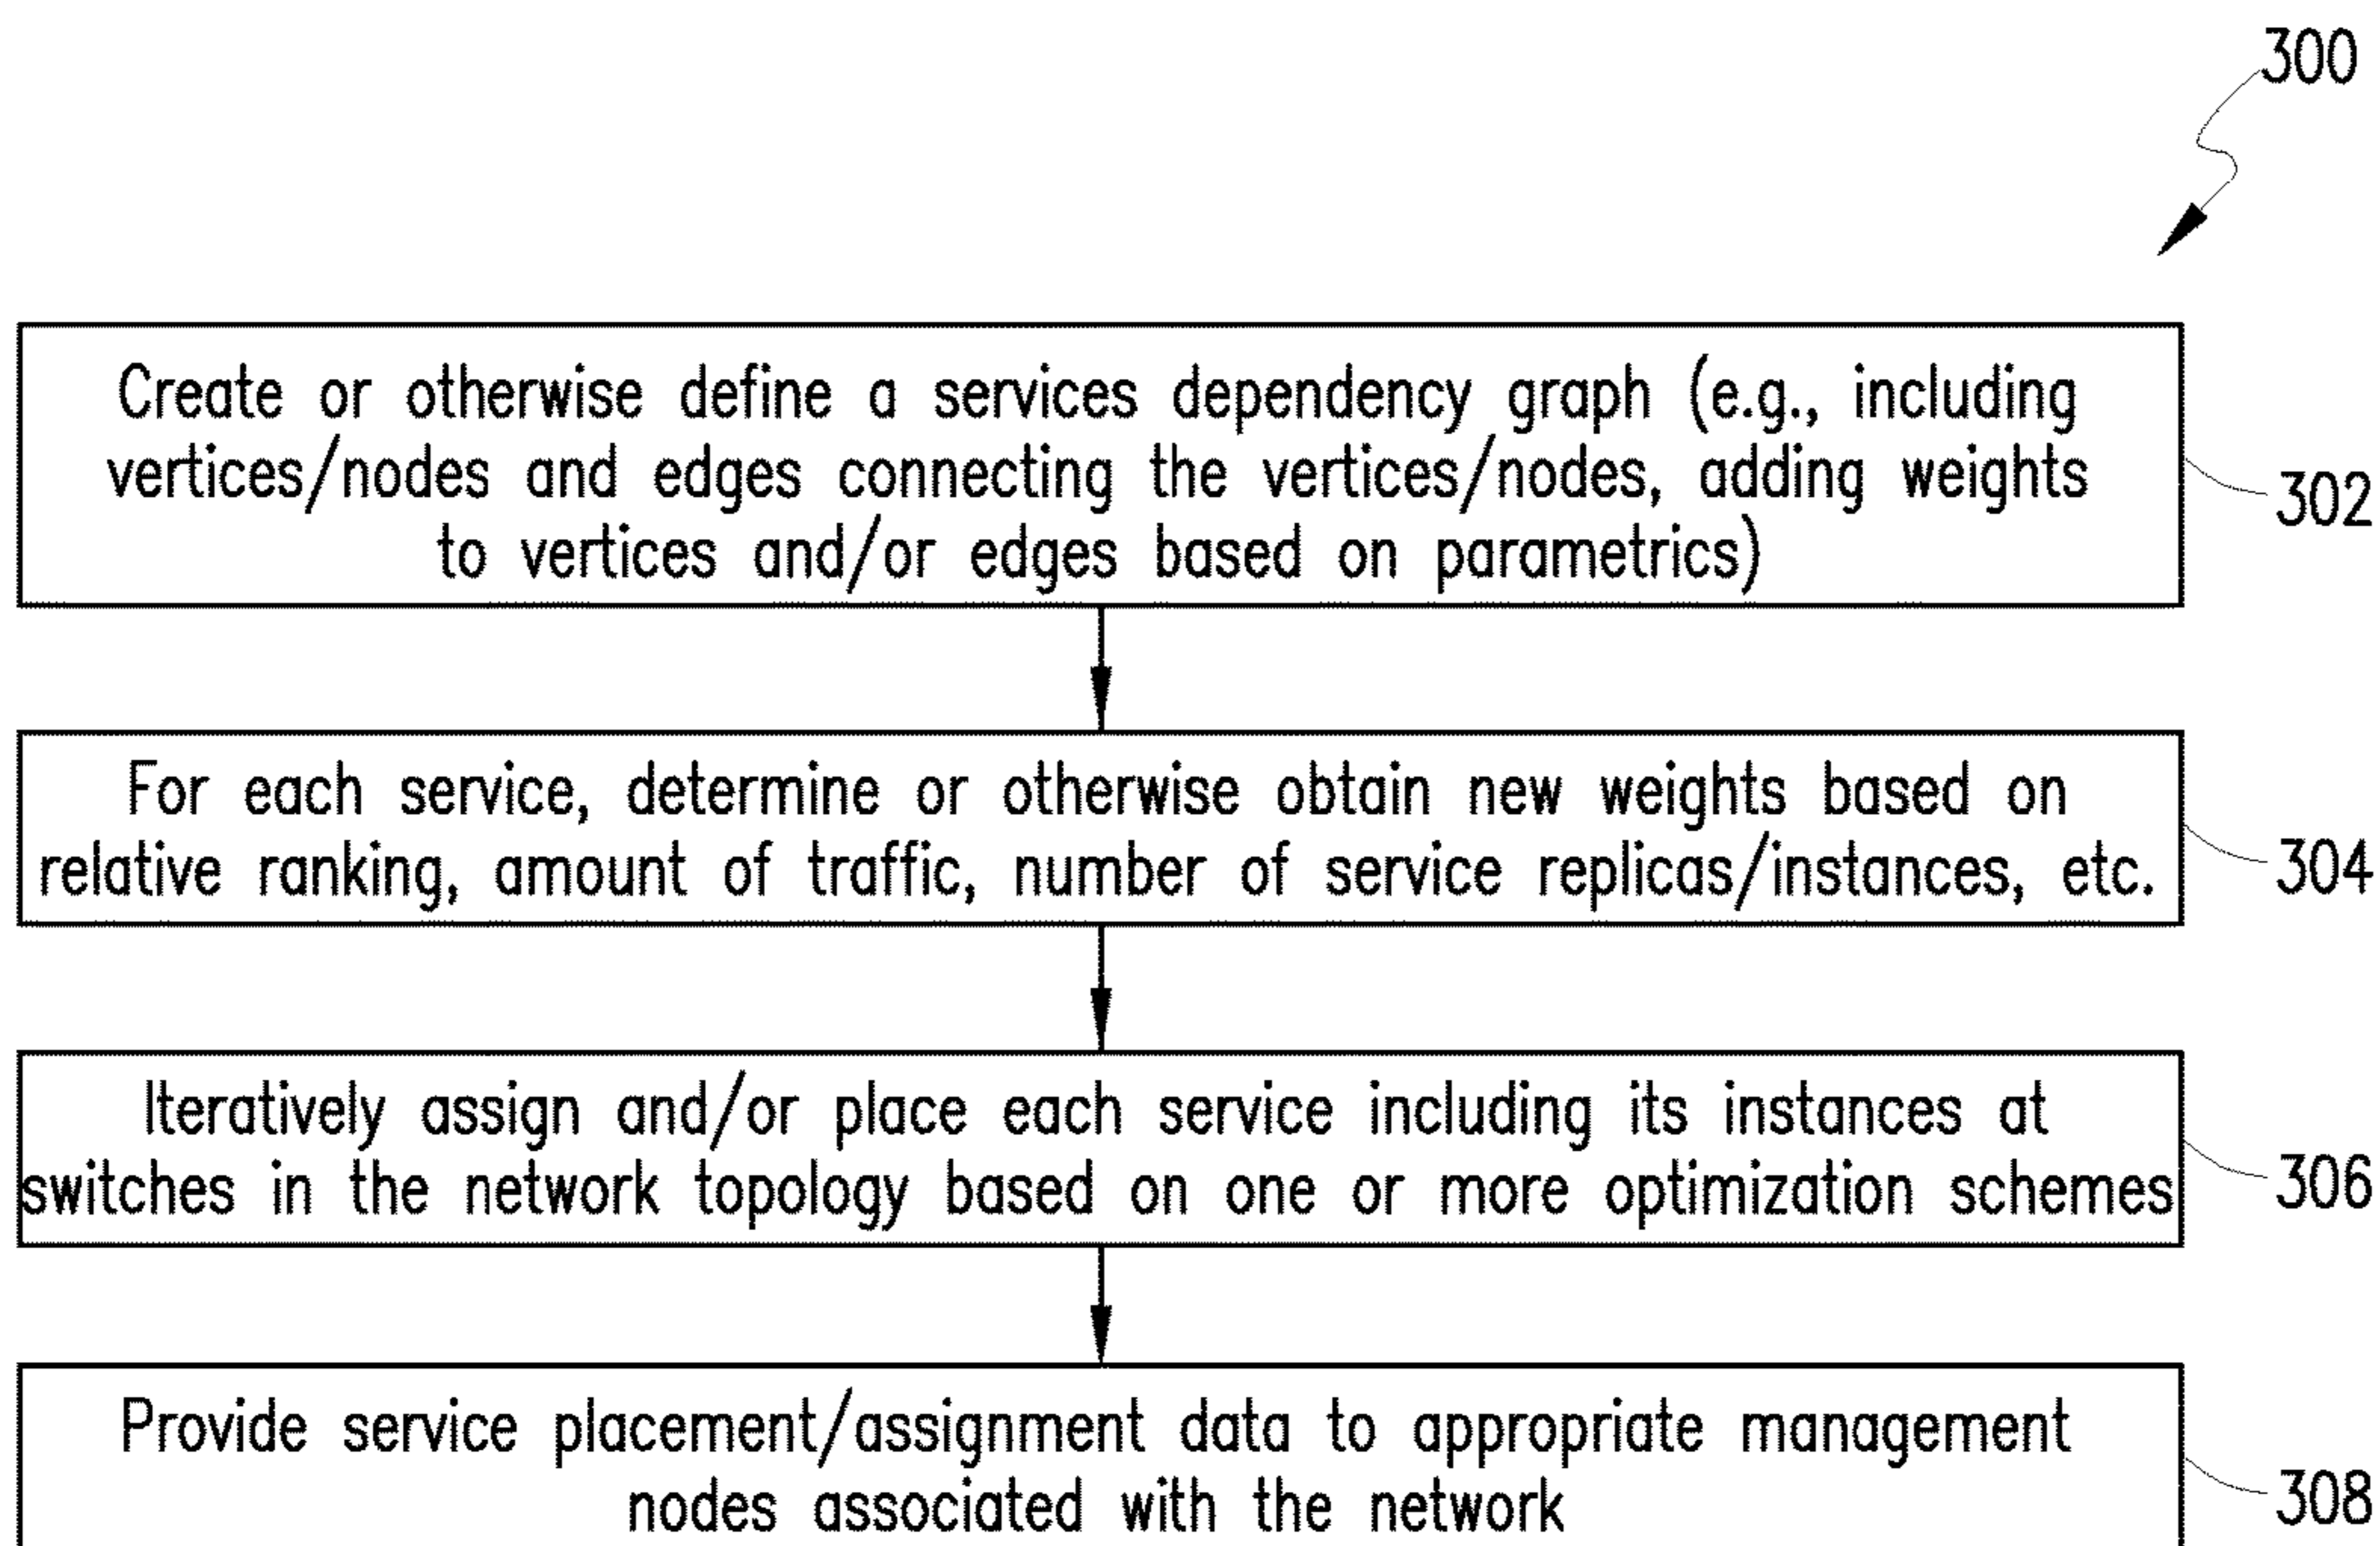 300
Create or otherwise define a services dependency graph (e.g., including
vertices/nodes and edges connecting the vertices/nodes, adding weights
to vertices and/or edges based on parametrics)
302
For each service, determine or otherwise obtain new weights based on
relative ranking, amount of traffic, number of service replicas/instances, etc.
304
Iteratively assign and/or place each service including its instances at
switches in the network topology based on one or more optimization schemes
306
Provide service placement/assignment data to appropriate management
nodes associated with the network
308